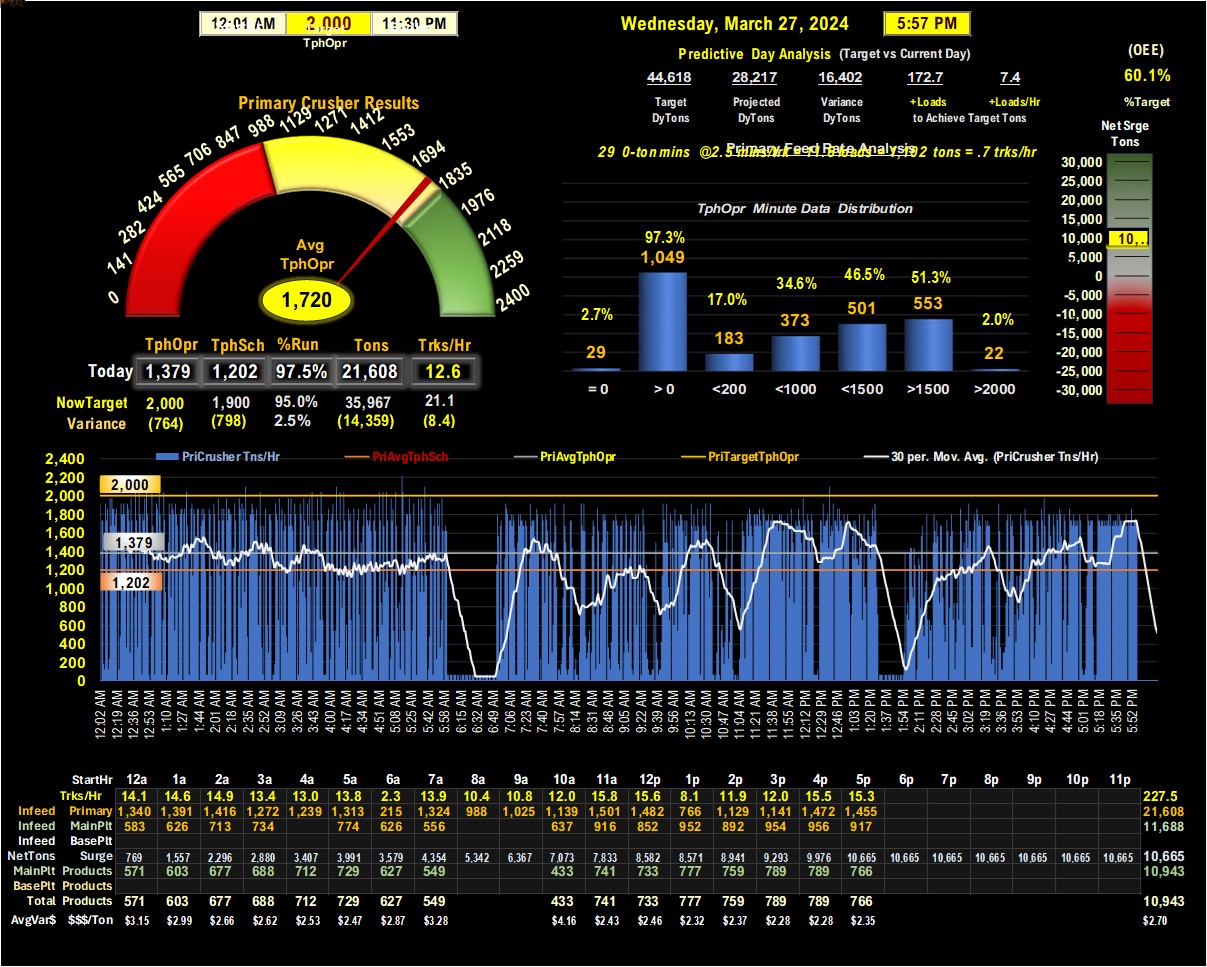 12:01 AM 2,000 11:30 PM
TphOpr
Wednesday, March 27, 2024 5:57 PM
Predictive Day Analysis (Target vs Current Day)
44,618 28,217 16,402 172.7 7.4
Target Projected Variance +Loads +Loads/Hr
DyTons DyTons DyTons to Achieve Target Tons
(OEE)
60.1%
%Target
Net Srge
Tons
30,000
25,000
20,000
15,000
10,000
5,000
0
-5,000
-10,000
-15,000
-20,000
-25,000
-30,000
10,..
Primary Crusher Results
0 141 282 424 565 706 847 988 1129 1271 1412 1553 1694 1835 1976 2118 2259 2400
Avg
TphOpr
1,720
Primary Feed Rate Analysis
29 0-ton mins @2.5 mins/trk = 11.6 loads = 1,102 tons = .7 trks/hr
TphOpr Minute Data Distribution
2.7% 97.3% 17.0% 34.6% 46.5% 51.3% 2.0%
29 1,049 183 373 501 553 22
= 0 > 0 <200 <1000 <1500 >1500 >2000
TphOpr TphSch %Run Tons Trks/Hr
Today 1,379 1,202 97.5% 21,608 12.6
NowTarget 2,000 1,900 95.0% 35,967 21.1
Variance (764) (798) 2.5% (14,359) (8.4)
PriCrusher Tns/Hr PriAvgTphSch PriAvgTphOpr PriTargetTphOpr 30 per. Mov. Avg. (PriCrusher Tns/Hr)
2,400
2,200
2,000
1,800
1,600
1,400
1,200
1,000
800
600
400
200
0
2,000
1,379
1,202
12:02 AM 12:19 AM 12:36 AM 12:53 AM 1:10 AM 1:27 AM 1:44 AM 2:01 AM 2:18 AM 2:35 AM 2:52 AM 3:09 AM 3:26 AM 3:43 AM 4:00 AM 4:17 AM 4:34 AM 4:51 AM 5:08 AM 5:25 AM 5:42 AM 5:58 AM 6:15 AM 6:32 AM 6:49 AM 7:06 AM 7:23 AM 7:40 AM 7:57 AM 8:14 AM 8:31 AM 8:48 AM 9:05 AM 9:22 AM 9:39 AM 9:56 AM 10:13 AM 10:30 AM 10:47 AM 11:04 AM 11:21 AM 11:38 AM 11:55 AM 12:12 PM 12:29 PM 12:46 PM 1:03 PM 1:20 PM 1:37 PM 1:54 PM 2:11 PM 2:28 PM 2:45 PM 3:02 PM 3:19 PM 3:36 PM 3:53 PM 4:10 PM 4:27 PM 4:44 PM 5:01 PM 5:18 PM 5:35 PM 5:52 PM
StartHr 12a 1a 2a 3a 4a 5a 6a 7a 8a 9a 10a 11a 12p 1p 2p 3p 4p 5p 6p 7p 8p 9p 10p 11p
Trks/Hr 14.1 14.6 14.9 13.4 13.0 13.8 2.3 13.9 10.4 10.8 12.0 15.8 15.6 8.1 11.9 12.0 15.5 15.3 227.5
Infeed Primary 1,340 1,391 1,416 1,272 1,239 1,313 215 1,324 988 1,025 1,139 1,501 1,482 766 1,129 1,141 1,472 1,455 21,608
Infeed MainPlt 583 626 713 734 774 626 556 637 916 852 952 892 954 956 917 11,688
Infeed BasePlt
NetTons Surge 769 1,557 2,296 2,880 3,407 3,991 3,579 4,354 5,342 6,367 7,073 7,833 8,582 8,571 8,941 9,293 9,976 10,665 10,665 10,665 10,665 10,665 10,665 10,665 10,665
MainPlt Products 571 603 677 688 712 729 627 549 433 741 733 777 759 789 789 766 10,943
BasePlt Products
Total Products 571 603 677 688 712 729 627 549 433 741 733 777 759 789 789 766 10,943
AvgVar$ $$$/Ton $3.15 $2.99 $2.66 $2.62 $2.53 $2.47 $2.87 $3.28 $4.16 $2.43 $2.46 $2.32 $2.37 $2.28 $2.28 $2.35 $2.70